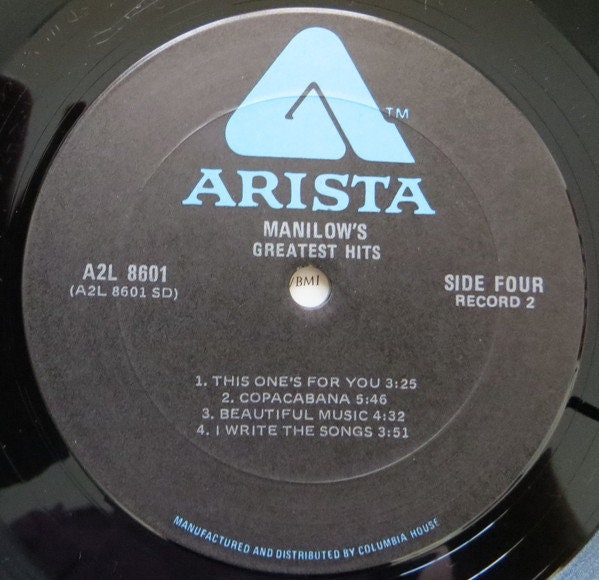 TM
ARISTA
MANILOW'S
GREATEST HITS
A2L 8601
(A2L 8601 SD)
/BMI
SIDE FOUR
RECORD 2
1. THIS ONE'S FOR YOU 3:25
2. COPACABANA 5:46
3. BEAUTIFUL MUSIC 4:32
4. I WRITE THE SONGS 3:51
MANUFACTURED AND DISTRIBUTED BY COLUMBIA HOUSE